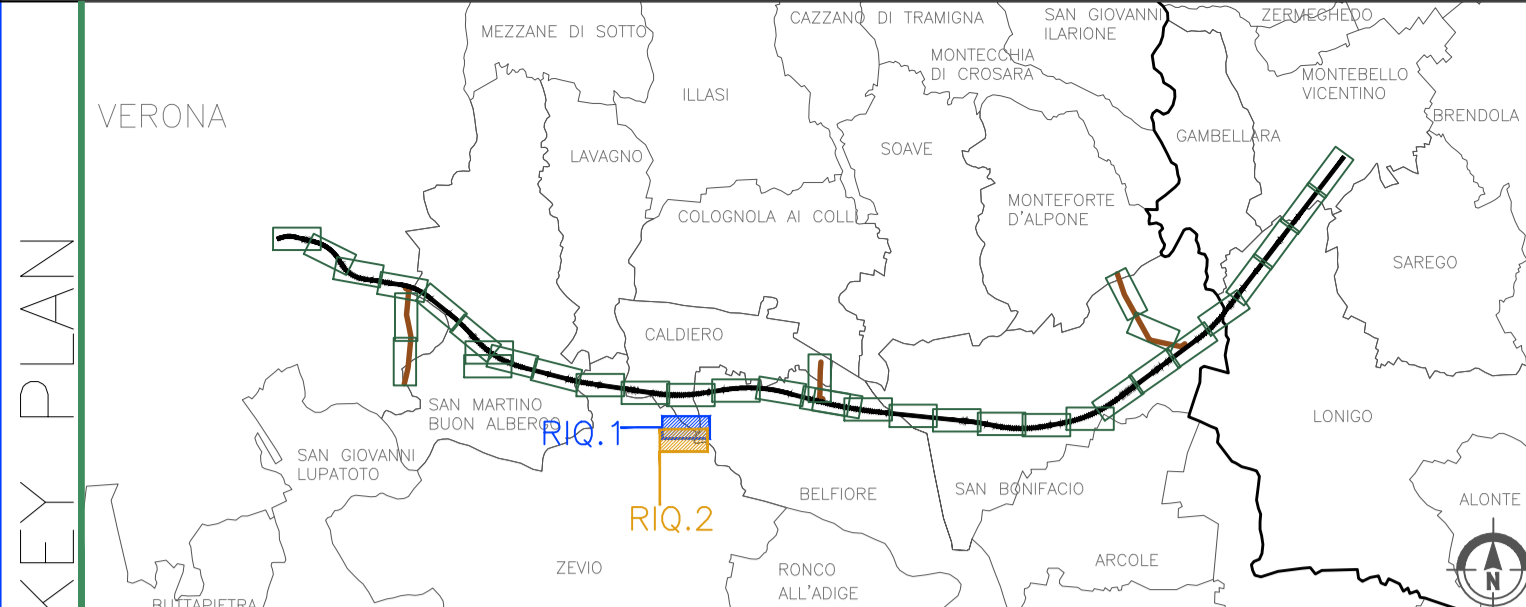 KEY PLAN
MEZZANE DI SOTTO
CAZZANO DI TRAMIGNA
SAN GIOVANNI
ILARIONE
ZERMEGHEDO
MONTECCHIA
DI CROSARA
MONTEBELLO
VICENTINO
VERONA
ILLASI
BRENDOLA
LAVAGNO
SOAVE
GAMBELLARA
COLOGNOLA AI COLLI
MONTEFORTE
D'ALPONE
SAREGO
CALDIERO
SAN MARTINO
BUON ALBERGO
RIQ.1
LONIGO
SAN GIOVANNI
LUPATOTO
BELFIORE
SAN BONIFACIO
ALONTE
RIQ.2
ZEVIO
RONCO
ALL'ADIGE
ARCOLE
N
BUTTAPIETRA